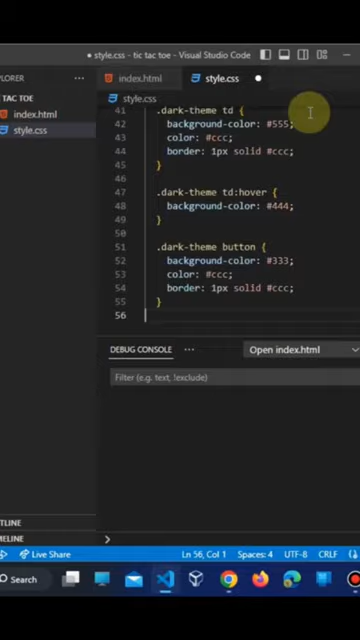 style.css - tic tac toe - Visual Studio Code
index.html
style.css
style.css
TAC TOE
index.html
style.css
41 .dark-theme td {
42 background-color: #555;
43 color: #ccc;
44 border: 1px solid #ccc;
45 }
46
47 .dark-theme td:hover {
48 background-color: #444;
49 }
50
51 .dark-theme button {
52 background-color: #333;
53 color: #ccc;
54 border: 1px solid #ccc;
55 }
56
DEBUG CONSOLE
Open index.html
Filter (e.g. text, !exclude)
Live Share
Ln 56, Col 1
Spaces: 4
UTF-8
CRLF
Search